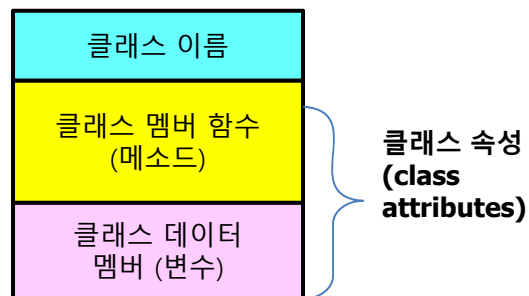 클래스 이름
클래스 멤버 함수
(메소드)
클래스 속성
(class
attributes)
클래스 데이터
멤버 (변수)